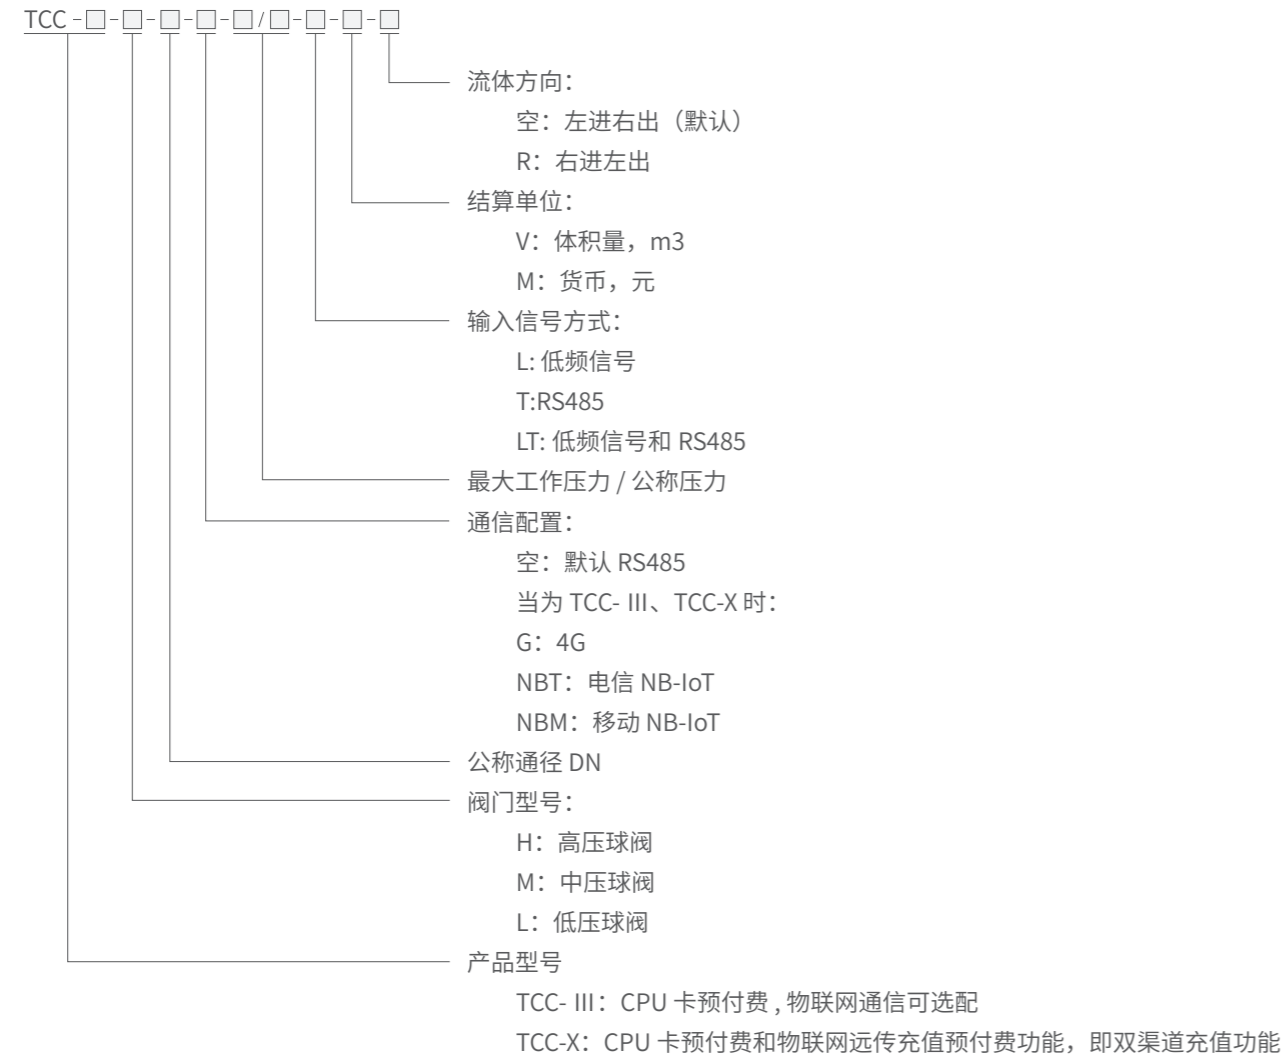 TCC-□-□-□-□-□/□-□-□-□
流体方向：
空：左进右出（默认）
R：右进左出
结算单位：
V：体积量，m3
M：货币，元
输入信号方式：
L: 低频信号
T:RS485
LT: 低频信号和 RS485
最大工作压力 / 公称压力
通信配置：
空：默认 RS485
当为 TCC- III、TCC-X 时：
G：4G
NBT：电信 NB-IoT
NBM：移动 NB-IoT
公称通径 DN
阀门型号：
H：高压球阀
M：中压球阀
L：低压球阀
产品型号
TCC- III：CPU 卡预付费 , 物联网通信可选配
TCC-X：CPU 卡预付费和物联网远传充值预付费功能，即双渠道充值功能